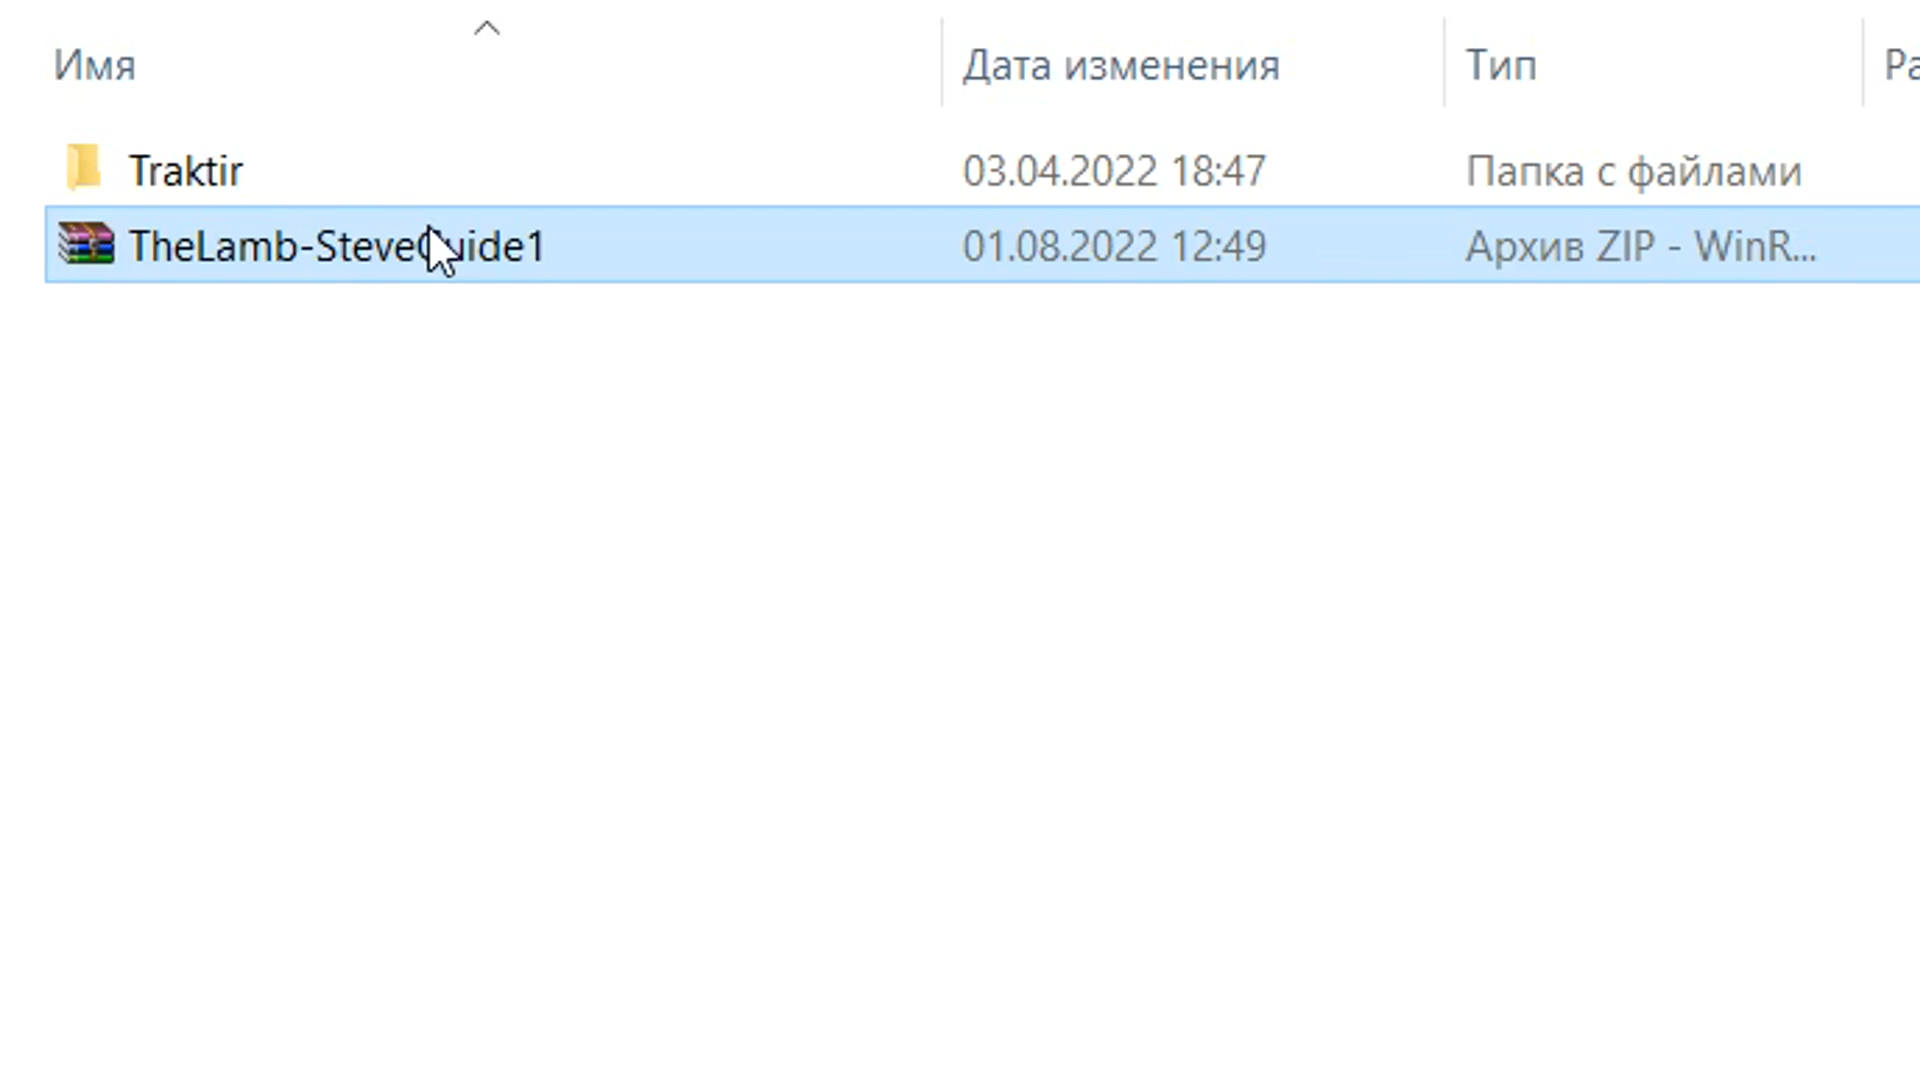 Имя Дата изменения Тип Ра
Traktir 03.04.2022 18:47 Папка с файлами
TheLamb-SteveGuide1 01.08.2022 12:49 Архив ZIP - WinR...